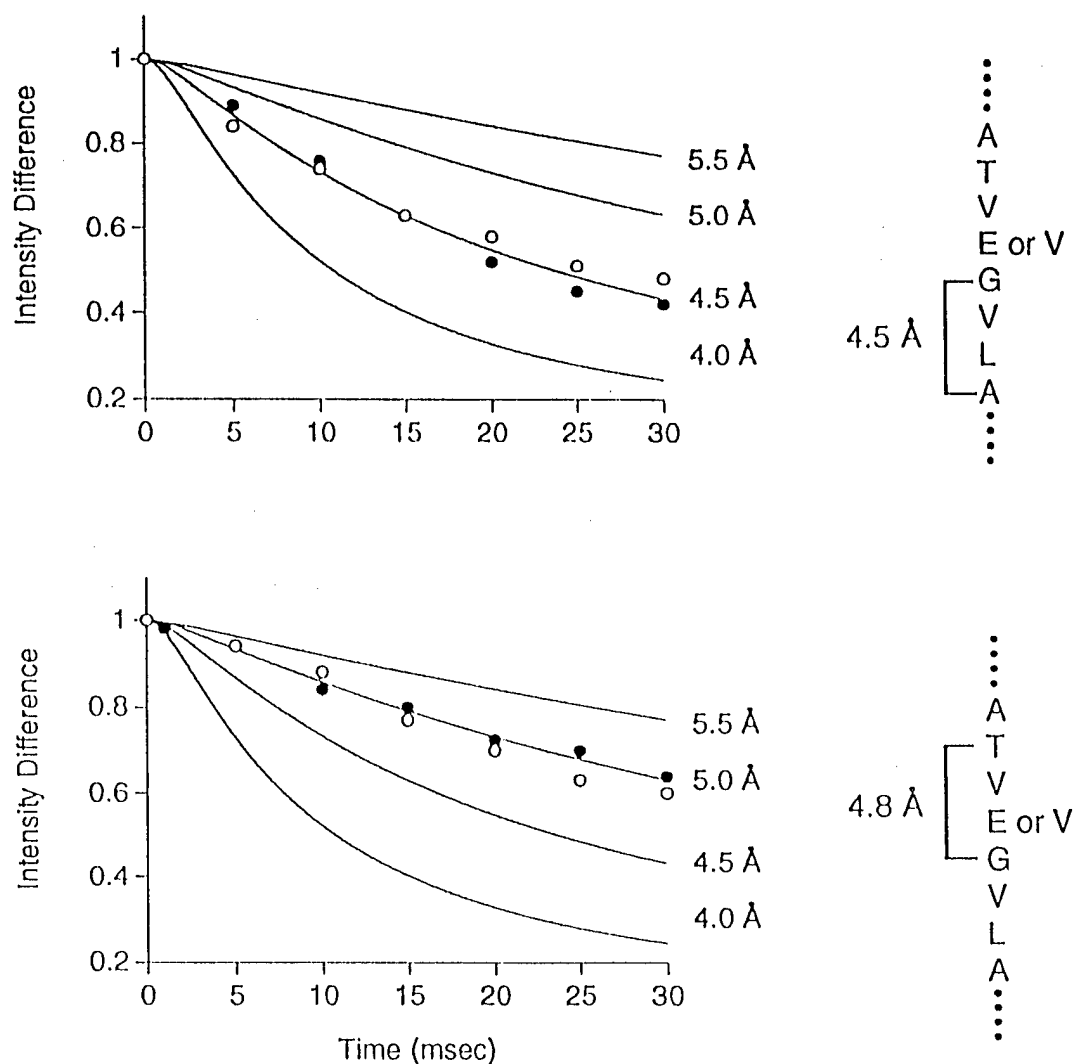 Intensity Difference
1
0.8
0.6
0.4
0.2
0 5 10 15 20 25 30
5.5 Å
5.0 Å
4.5 Å
4.0 Å
4.5 Å
A
T
V
E or V
G
V
L
A
Intensity Difference
1
0.8
0.6
0.4
0.2
0 5 10 15 20 25 30
Time (msec)
5.5 Å
5.0 Å
4.5 Å
4.0 Å
4.8 Å
A
T
V
E or V
G
V
L
A